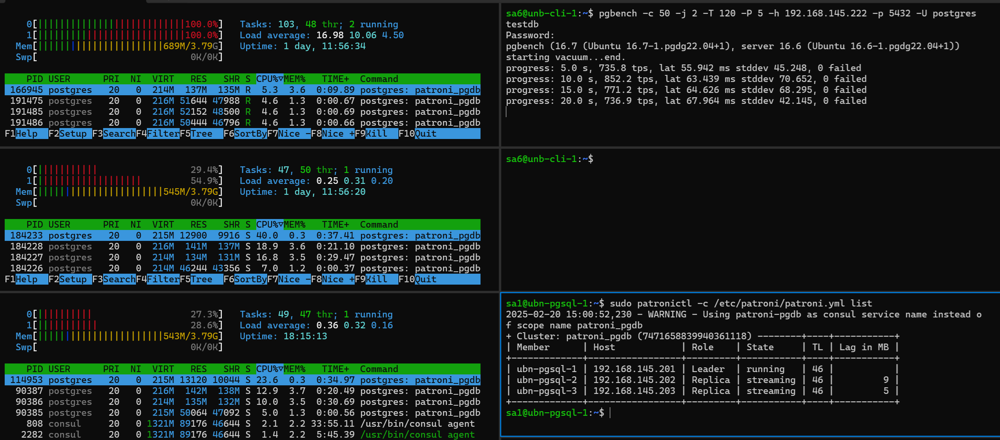 0[||||||||||||||||||||||||||||100.0%]   Tasks: 103, 48 thr; 2 running
1[||||||||||||||||||||||||||||100.0%]   Load average: 16.98 10.06 4.50
Mem[|||||||||||||||||||||||689M/3.79G]   Uptime: 1 day, 11:56:34
Swp[                            0K/0K]
PID USER PRI NI VIRT RES SHR S CPU%▽MEM% TIME+ Command
166945 postgres 20 0 214M 137M 135M R 5.3 3.6 0:09.89 postgres: patroni_pgdb
191475 postgres 20 0 216M 51644 47988 R 4.6 1.3 0:00.67 postgres: patroni_pgdb
191485 postgres 20 0 216M 52152 48500 R 4.6 1.3 0:00.69 postgres: patroni_pgdb
191486 postgres 20 0 216M 50444 46796 R 4.6 1.3 0:00.66 postgres: patroni_pgdb
F1Help F2Setup F3SearchF4FilterF5Tree F6SortByF7Nice -F8Nice +F9Kill F10Quit
sa6@unb-cli-1:~$ pgbench -c 50 -j 2 -T 120 -P 5 -h 192.168.145.222 -p 5432 -U postgres
testdb
Password:
pgbench (16.7 (Ubuntu 16.7-1.pgdg22.04+1), server 16.6 (Ubuntu 16.6-1.pgdg22.04+1))
starting vacuum...end.
progress: 5.0 s, 735.8 tps, lat 55.942 ms stddev 45.248, 0 failed
progress: 10.0 s, 852.2 tps, lat 63.439 ms stddev 70.652, 0 failed
progress: 15.0 s, 771.2 tps, lat 64.626 ms stddev 68.295, 0 failed
progress: 20.0 s, 736.9 tps, lat 67.964 ms stddev 42.145, 0 failed
0[|||||||||||                   29.4%]   Tasks: 47, 50 thr; 1 running
1[|||||||||||||||||||           54.9%]   Load average: 0.25 0.31 0.20
Mem[|||||||||||||||||||||||545M/3.79G]   Uptime: 1 day, 11:56:20
Swp[                            0K/0K]
PID USER PRI NI VIRT RES SHR S CPU%▽MEM% TIME+ Command
184233 postgres 20 0 215M 12900 9916 S 40.0 0.3 0:37.41 postgres: patroni_pgdb
184228 postgres 20 0 216M 141M 137M S 18.9 3.6 0:21.10 postgres: patroni_pgdb
184227 postgres 20 0 214M 134M 131M S 16.8 3.5 0:29.47 postgres: patroni_pgdb
184226 postgres 20 0 214M 46244 43356 S 7.0 1.2 0:00.37 postgres: patroni_pgdb
F1Help F2Setup F3SearchF4FilterF5Tree F6SortByF7Nice -F8Nice +F9Kill F10Quit
sa6@unb-cli-1:~$
0[||||||||||                    27.3%]   Tasks: 49, 47 thr; 1 running
1[|||||||||||                   28.6%]   Load average: 0.36 0.32 0.16
Mem[|||||||||||||||||||||||543M/3.79G]   Uptime: 18:15:13
Swp[                            0K/0K]
PID USER PRI NI VIRT RES SHR S CPU%▽MEM% TIME+ Command
114953 postgres 20 0 215M 13120 10044 S 23.6 0.3 0:34.97 postgres: patroni_pgdb
90387 postgres 20 0 216M 142M 138M S 12.9 3.7 0:20.49 postgres: patroni_pgdb
90386 postgres 20 0 214M 135M 132M S 10.0 3.5 0:30.69 postgres: patroni_pgdb
90385 postgres 20 0 215M 50064 47092 S 5.0 1.3 0:00.56 postgres: patroni_pgdb
808 consul 20 0 1321M 89176 46644 S 2.1 2.2 33:55.11 /usr/bin/consul agent
2282 consul 20 0 1321M 89176 46644 S 1.4 2.2 5:45.39 /usr/bin/consul agent
sa1@ubn-pgsql-1:~$ sudo patronictl -c /etc/patroni/patroni.yml list
2025-02-20 15:00:52,230 - WARNING - Using patroni-pgdb as consul service name instead o
f scope name patroni_pgdb
+ Cluster: patroni_pgdb (7471658839940361118) --------+----+-----------+
| Member      | Host            | Role    | State     | TL | Lag in MB |
+-------------+-----------------+---------+-----------+----+-----------+
| ubn-pgsql-1 | 192.168.145.201 | Leader  | running   | 46 |           |
| ubn-pgsql-2 | 192.168.145.202 | Replica | streaming | 46 |         9 |
| ubn-pgsql-3 | 192.168.145.203 | Replica | streaming | 46 |         5 |
+-------------+-----------------+---------+-----------+----+-----------+
sa1@ubn-pgsql-1:~$